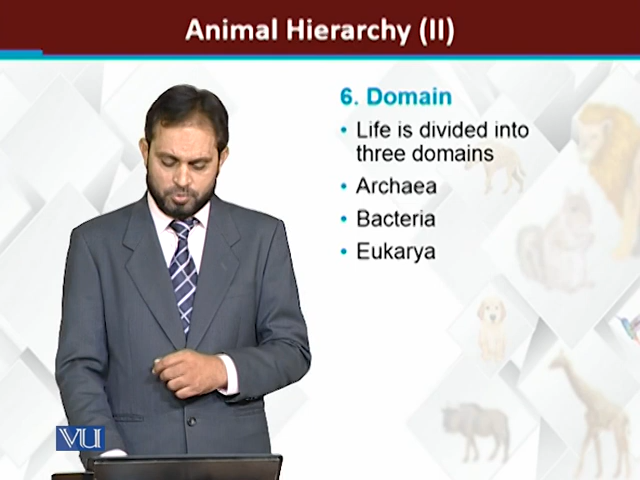 Animal Hierarchy (II)
6. Domain
• Life is divided into
three domains
• Archaea
• Bacteria
• Eukarya
VU